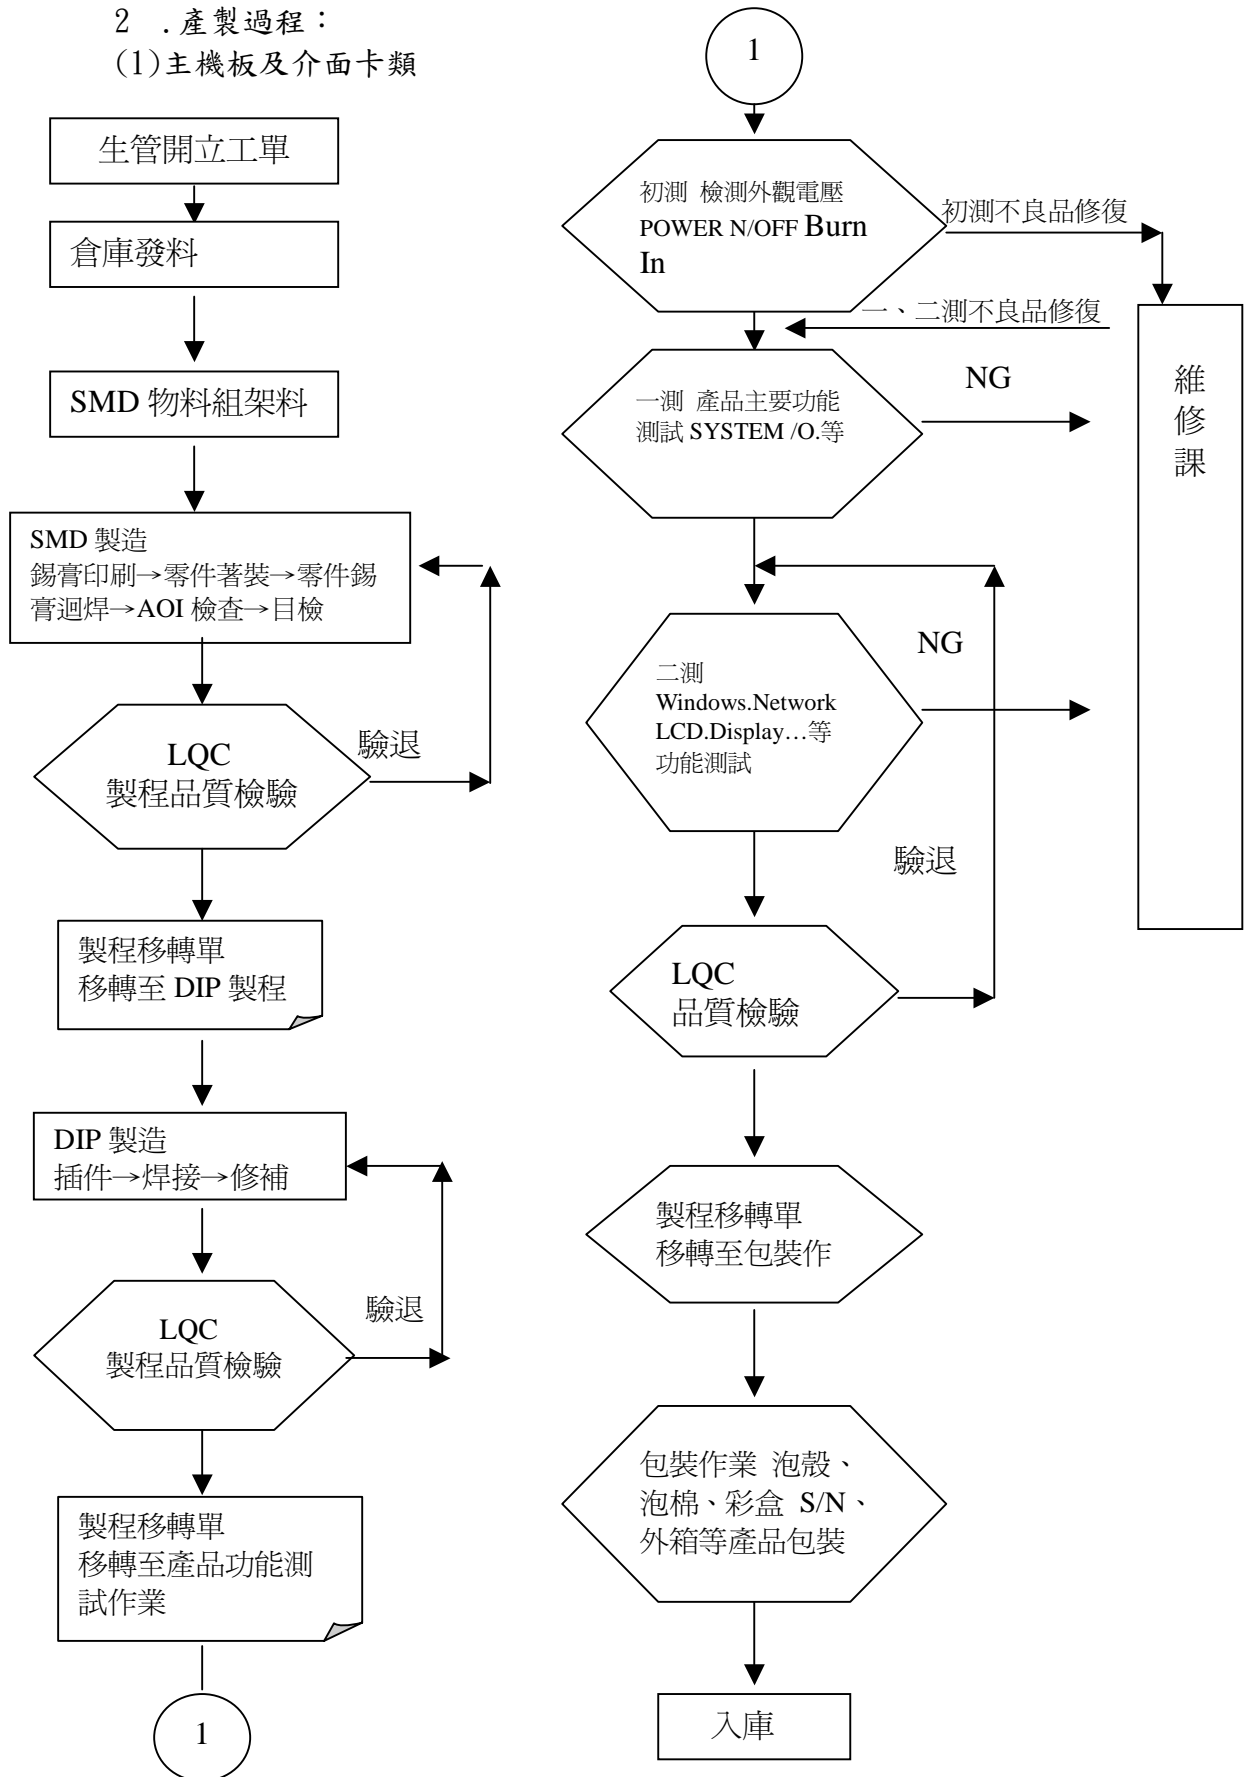 2 .產製過程：
(1)主機板及介面卡類
生管開立工單
倉庫發料
SMD 物料組架料
SMD 製造
錫膏印刷→零件著裝→零件錫
膏迴焊→AOI 檢查→目檢
LQC
製程品質檢驗
驗退
製程移轉單
移轉至 DIP 製程
DIP 製造
插件→焊接→修補
LQC
製程品質檢驗
驗退
製程移轉單
移轉至產品功能測
試作業
1
1
初測 檢測外觀電壓
POWER N/OFF Burn
In
初測不良品修復
一、二測不良品修復
一測 產品主要功能
測試 SYSTEM /O.等
NG
維
修
課
二測
Windows.Network
LCD.Display…等
功能測試
NG
驗退
LQC
品質檢驗
製程移轉單
移轉至包裝作
包裝作業 泡殼、
泡棉、彩盒 S/N、
外箱等產品包裝
入庫